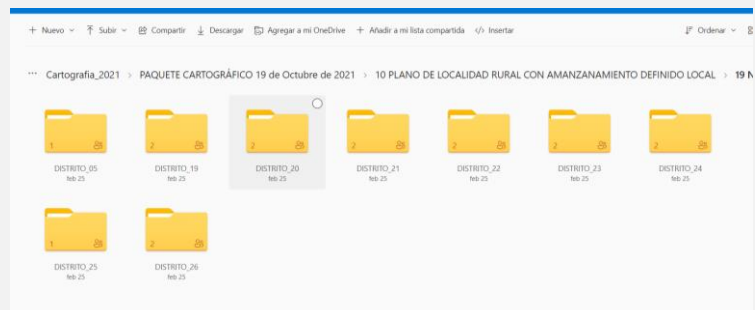 + Nuevo Subir Compartir Descargar Agregar a mi OneDrive + Añadir a mi lista compartida </> Insertar Ordenar
··· Cartografia_2021 > PAQUETE CARTOGRÁFICO 19 de Octubre de 2021 > 10 PLANO DE LOCALIDAD RURAL CON AMANZANAMIENTO DEFINIDO LOCAL > 19 N
1 2 2 2 2 2 2
DISTRITO_05 DISTRITO_19 DISTRITO_20 DISTRITO_21 DISTRITO_22 DISTRITO_23 DISTRITO_24
feb 25 feb 25 feb 25 feb 25 feb 25 feb 25 feb 25
1 2
DISTRITO_25 DISTRITO_26
feb 25 feb 25